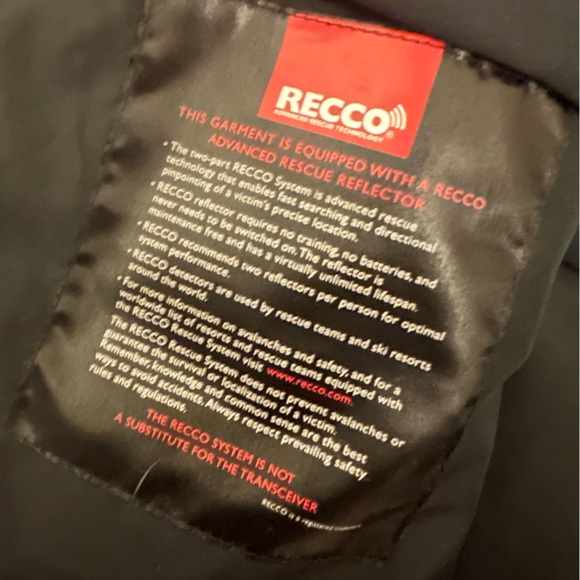 RECCO
ADVANCED RESCUE TECHNOLOGY
®
THIS GARMENT IS EQUIPPED WITH A RECCO
ADVANCED RESCUE REFLECTOR
• The two-part RECCO System is advanced rescue
technology that enables fast searching and directional
pinpointing of a victim's precise location.
• RECCO reflector requires no training, no batteries, and
never needs to be switched on. The reflector is
maintenance free and has a virtually unlimited lifespan.
• RECCO recommends two reflectors per person for optimal
system performance.
• RECCO detectors are used by rescue teams and ski resorts
around the world.
• For more information on avalanches and safety, and for a
worldwide list of resorts and rescue teams equipped with
the RECCO Rescue System visit www.recco.com.
The RECCO Rescue System does not prevent avalanches or
guarantee the survival or localization of a victim.
Remember, knowledge and common sense are the best
ways to avoid accidents. Always respect prevailing safety
rules and regulations.
THE RECCO SYSTEM IS NOT
A SUBSTITUTE FOR THE TRANSCEIVER
RECCO is a registered